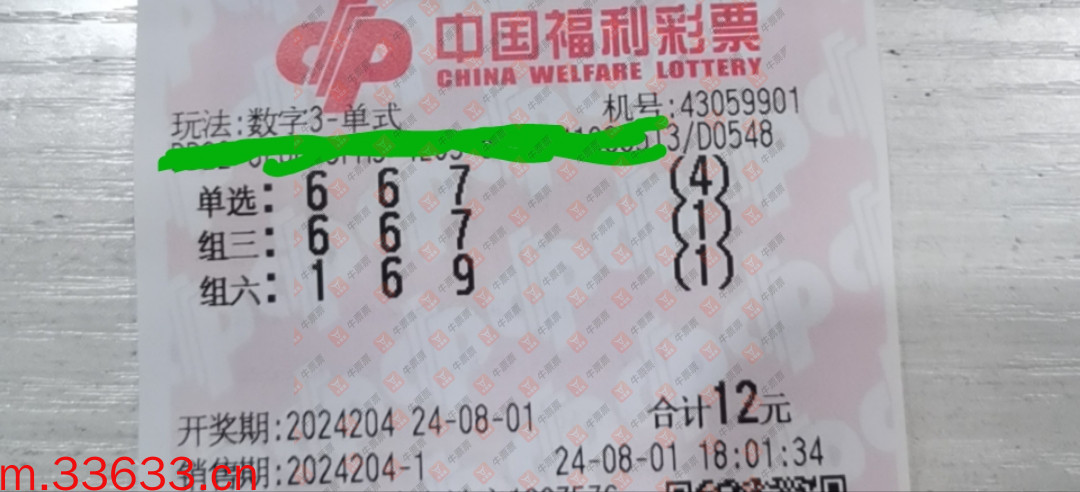 中国福利彩票
CHINA WELFARE LOTTERY
玩法:数字3-单式 机号:43059901
13/D0548
单选: 6 6 7 (4)
组三: 6 6 7 (1)
组六: 1 6 9 (1)
开奖期:2024204 24-08-01 合计12元
销售期:2024204-1 24-08-01 18:01:34
m.33633.cn